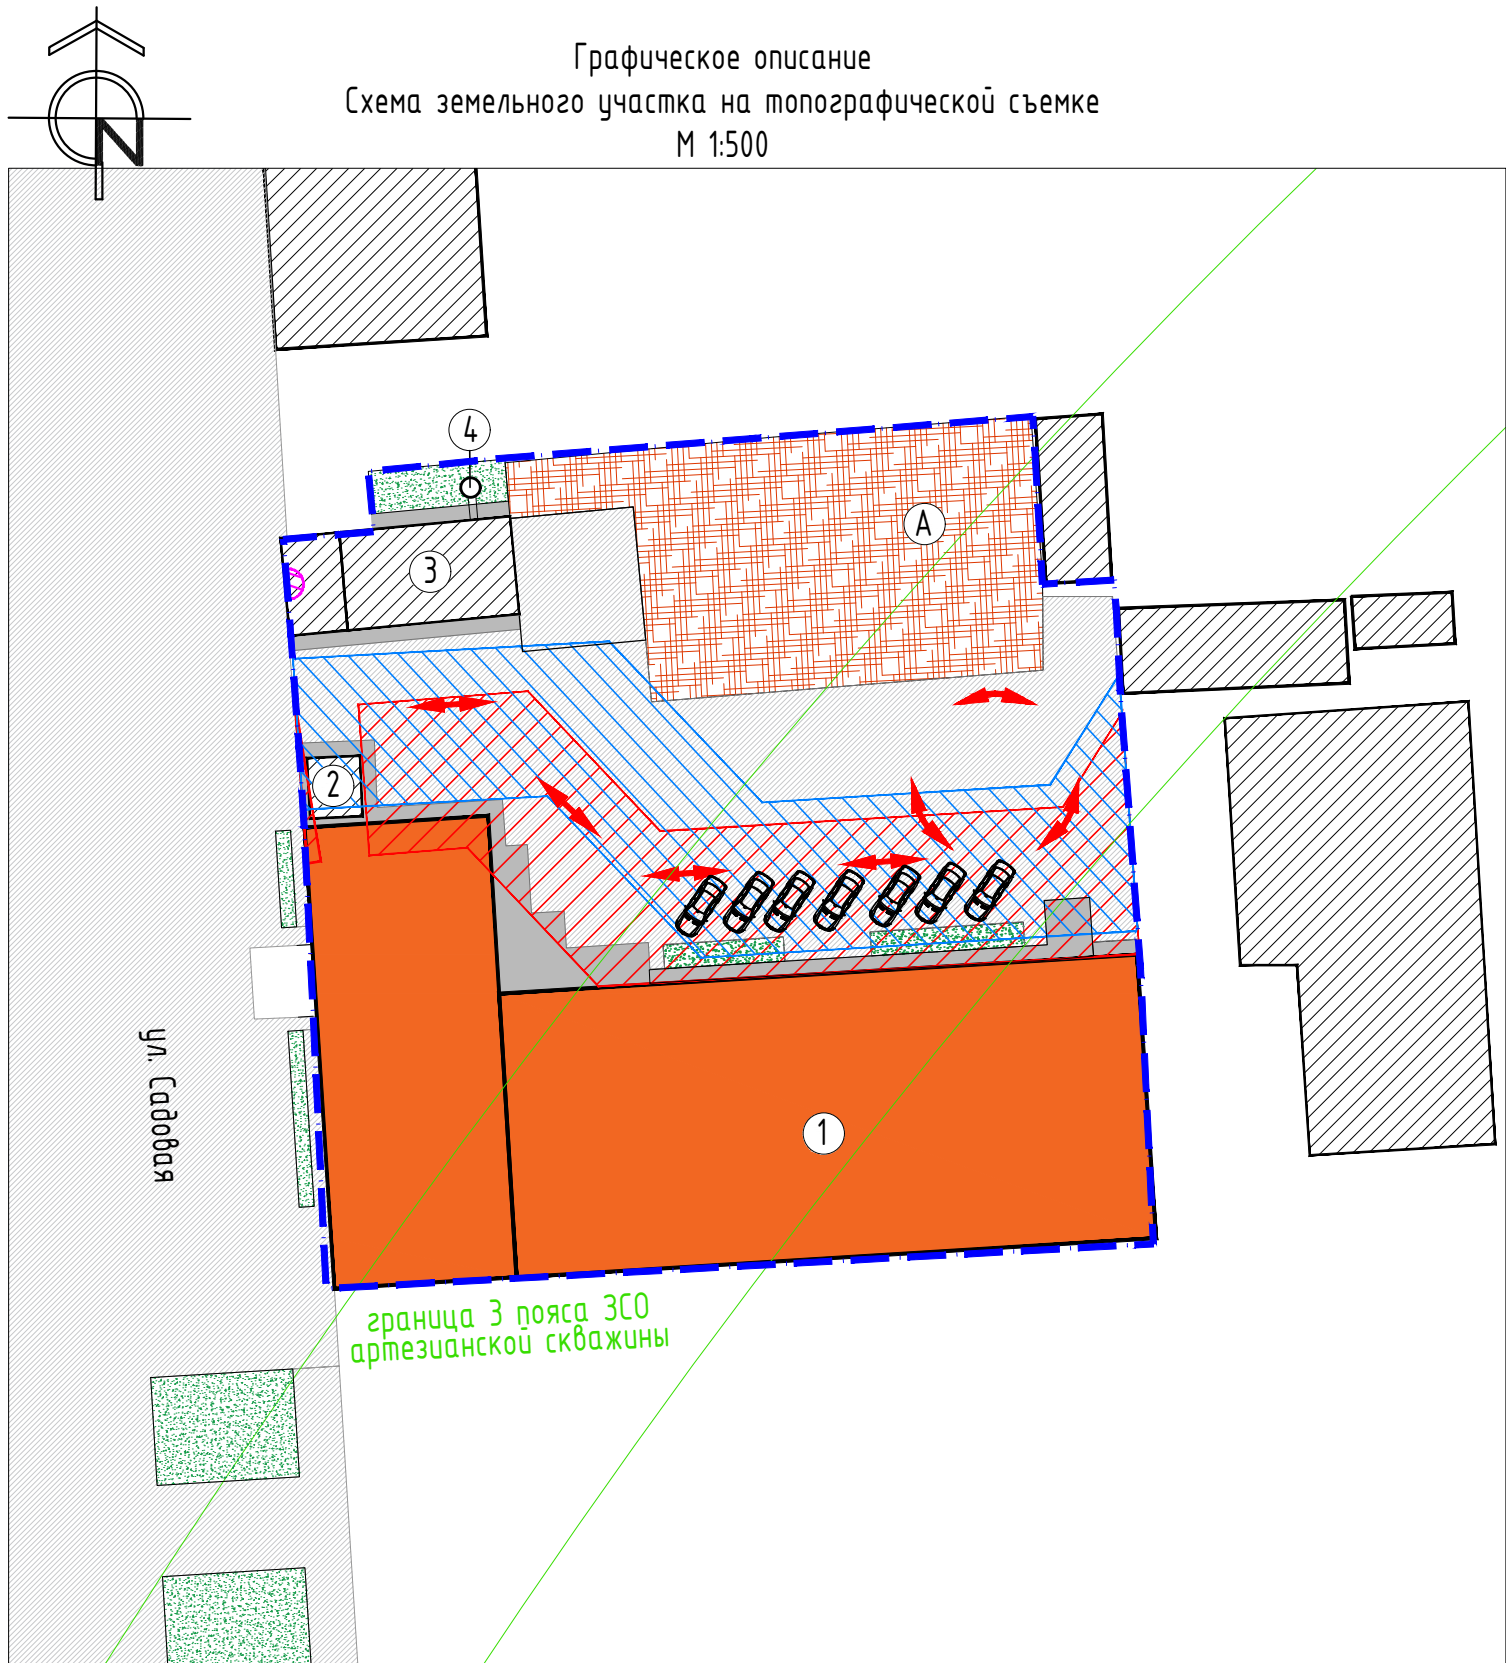 Графическое описание
Схема земельного участка на топографической съемке
М 1:500
N
4
А
3
2
1
ул. Садовая
граница 3 пояса ЗСО
артезианской скважины